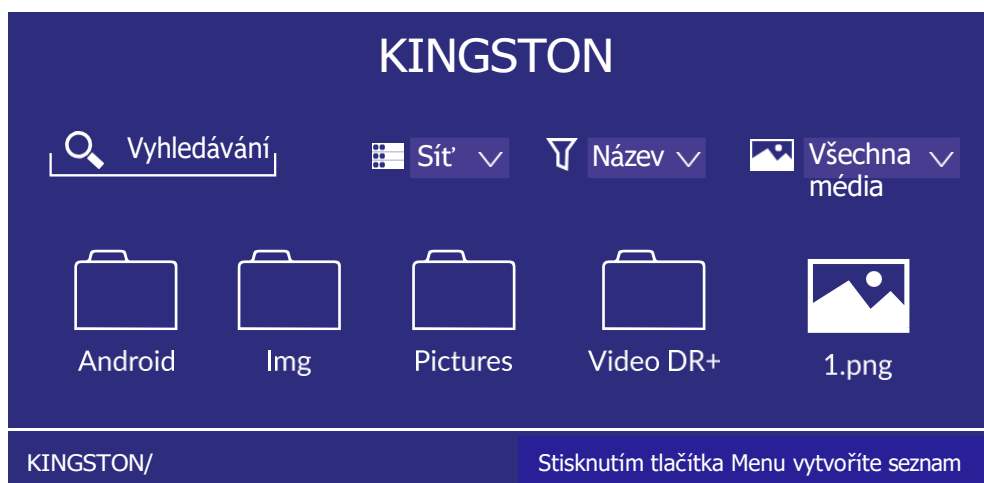 KINGSTON
Vyhledávání
Síť
Název
Všechna
média
Android
Img
Pictures
Video DR+
1.png
KINGSTON/
Stisknutím tlačítka Menu vytvoříte seznam